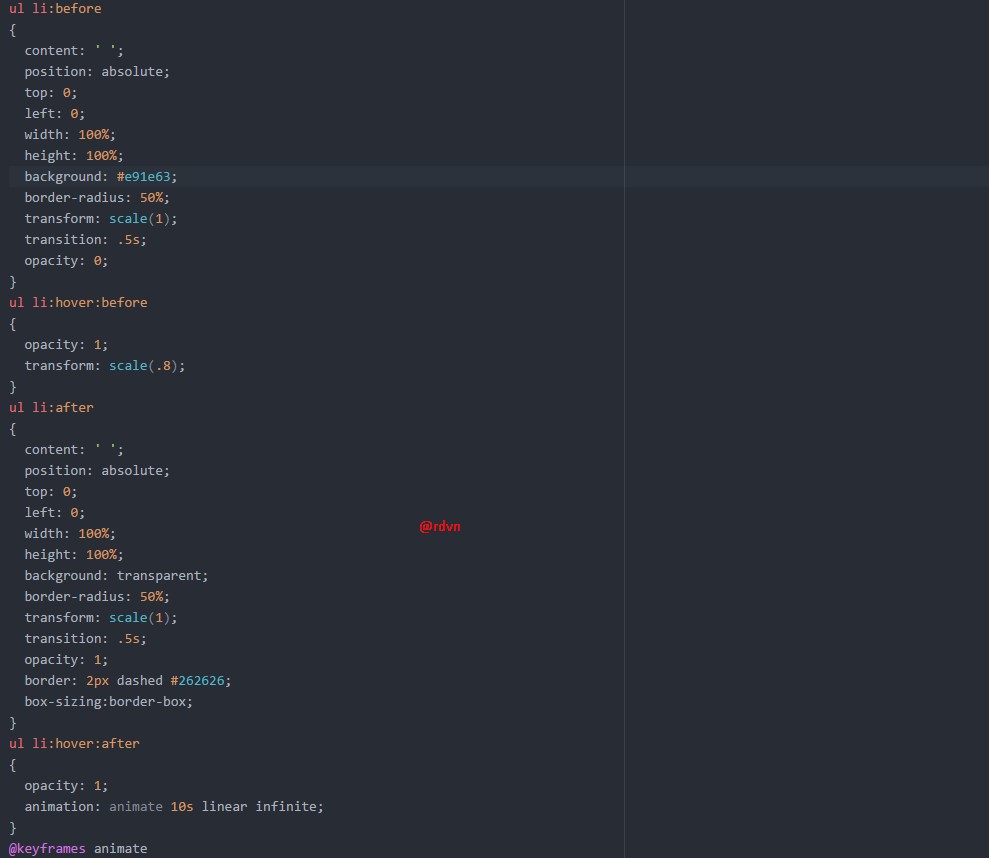 ul li:before
{
  content: ' ';
  position: absolute;
  top: 0;
  left: 0;
  width: 100%;
  height: 100%;
  background: #e91e63;
  border-radius: 50%;
  transform: scale(1);
  transition: .5s;
  opacity: 0;
}
ul li:hover:before
{
  opacity: 1;
  transform: scale(.8);
}
ul li:after
{
  content: ' ';
  position: absolute;
  top: 0;
  left: 0;
@rdvn
  width: 100%;
  height: 100%;
  background: transparent;
  border-radius: 50%;
  transform: scale(1);
  transition: .5s;
  opacity: 1;
  border: 2px dashed #262626;
  box-sizing:border-box;
}
ul li:hover:after
{
  opacity: 1;
  animation: animate 10s linear infinite;
}
@keyframes animate